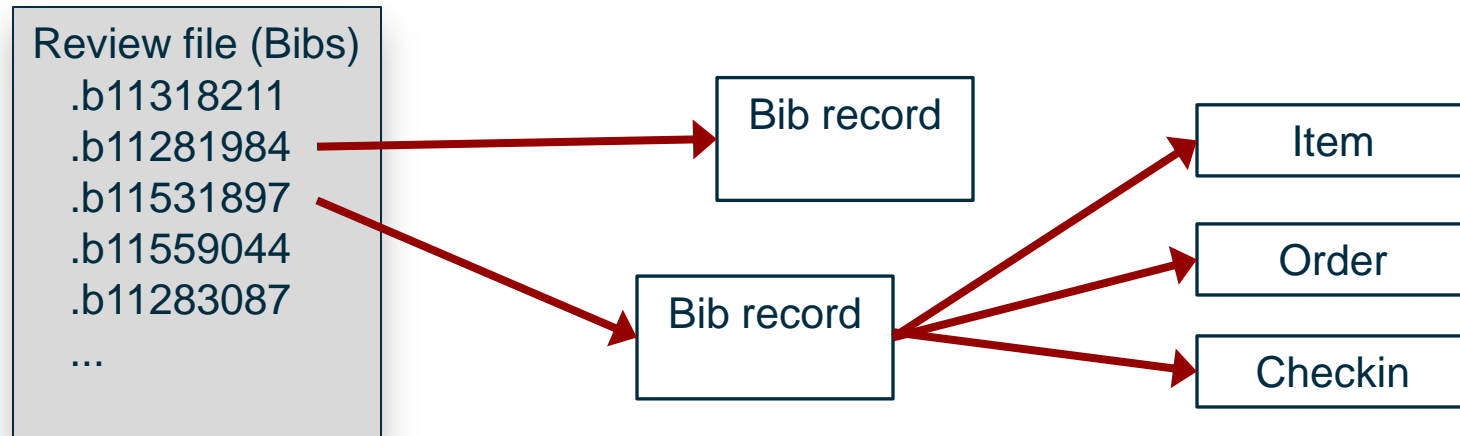 Review file (Bibs)
.b11318211
.b11281984
.b11531897
.b11559044
.b11283087
...
Bib record
Bib record
Item
Order
Checkin